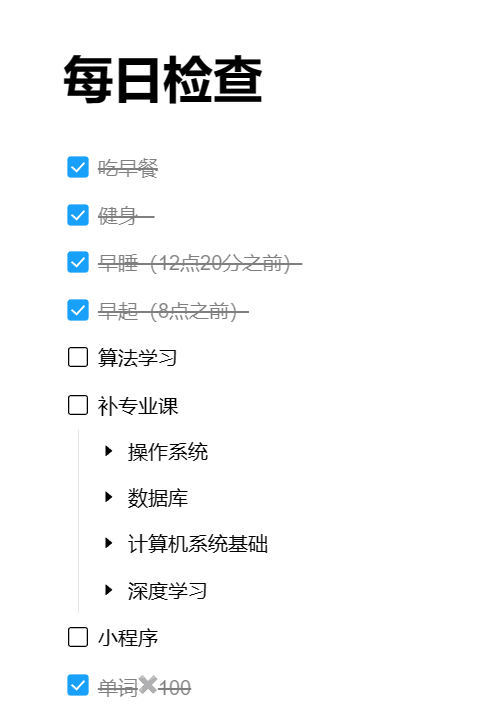 每日检查
吃早餐
健身
早睡（12点20分之前）
早起（8点之前）
算法学习
补专业课
操作系统
数据库
计算机系统基础
深度学习
小程序
单词✖️100